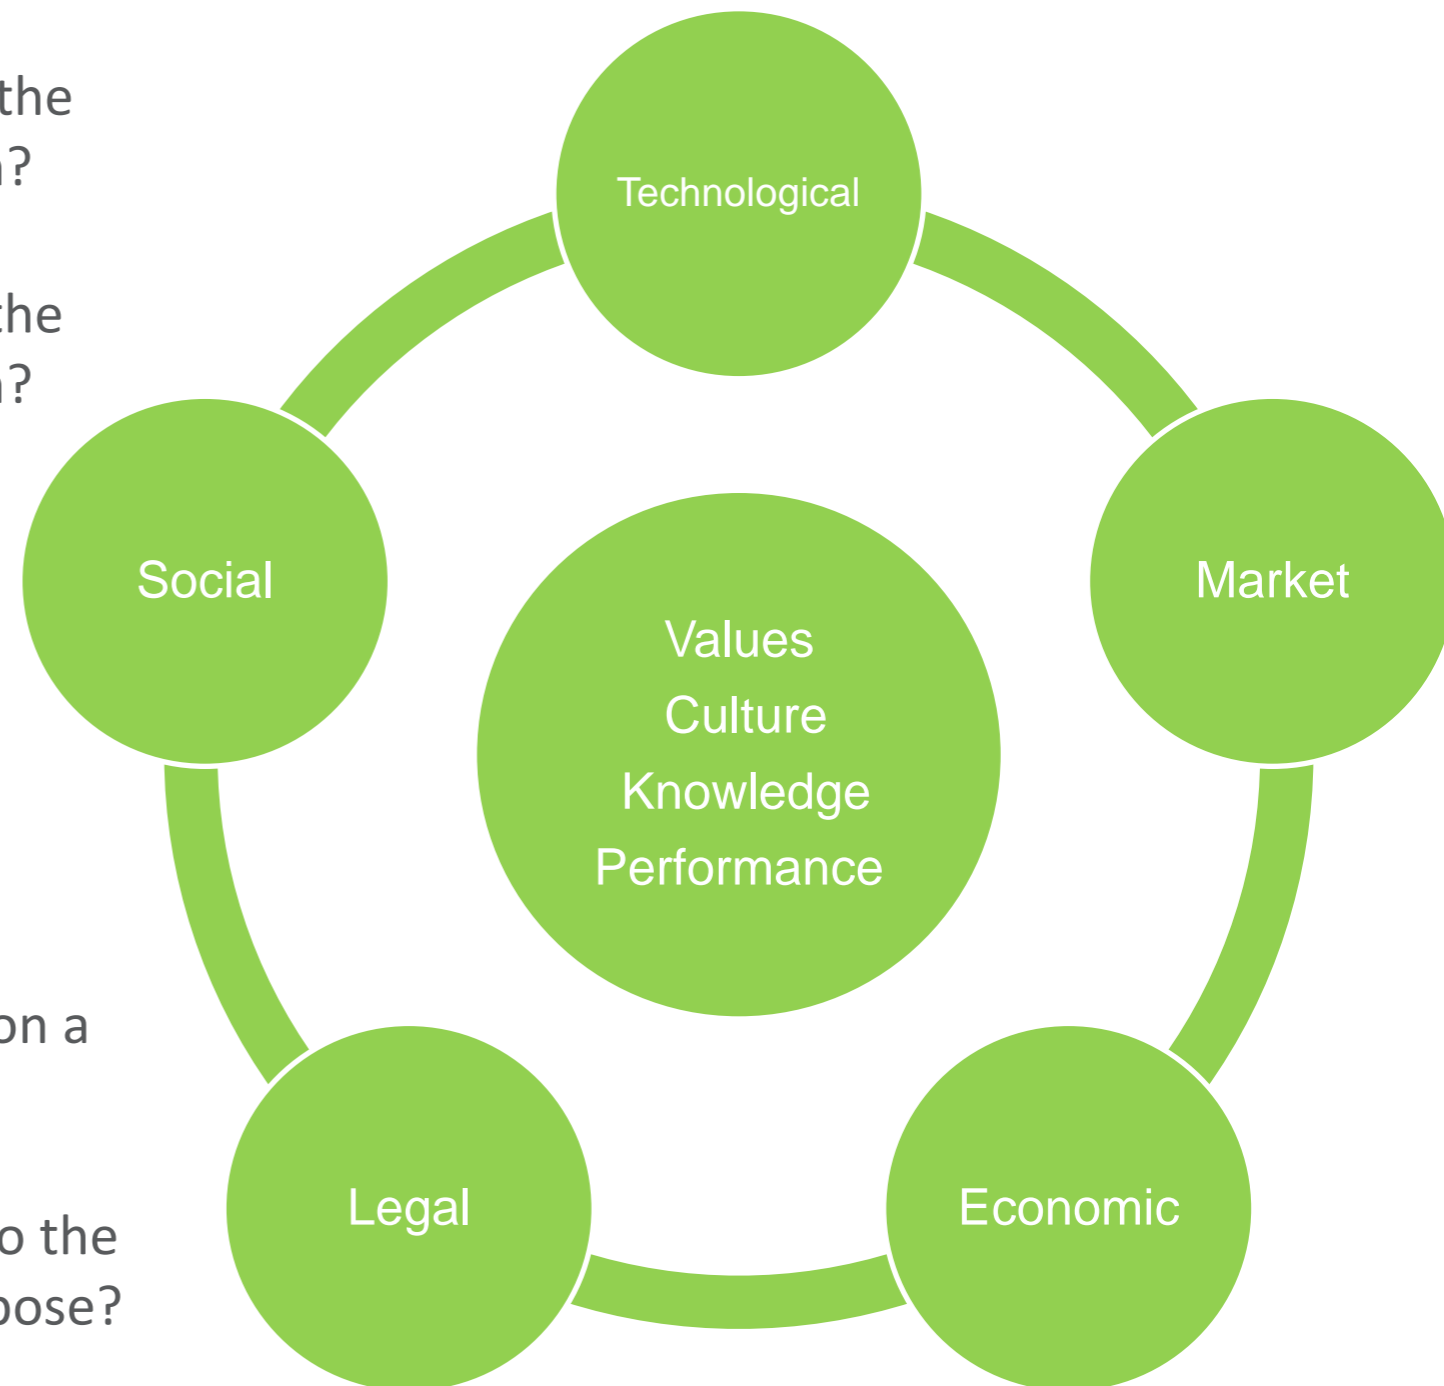 the
?
the
?
on a
o the
pose?
Technological
Social
Market
Values
Culture
Knowledge
Performance
Legal
Economic